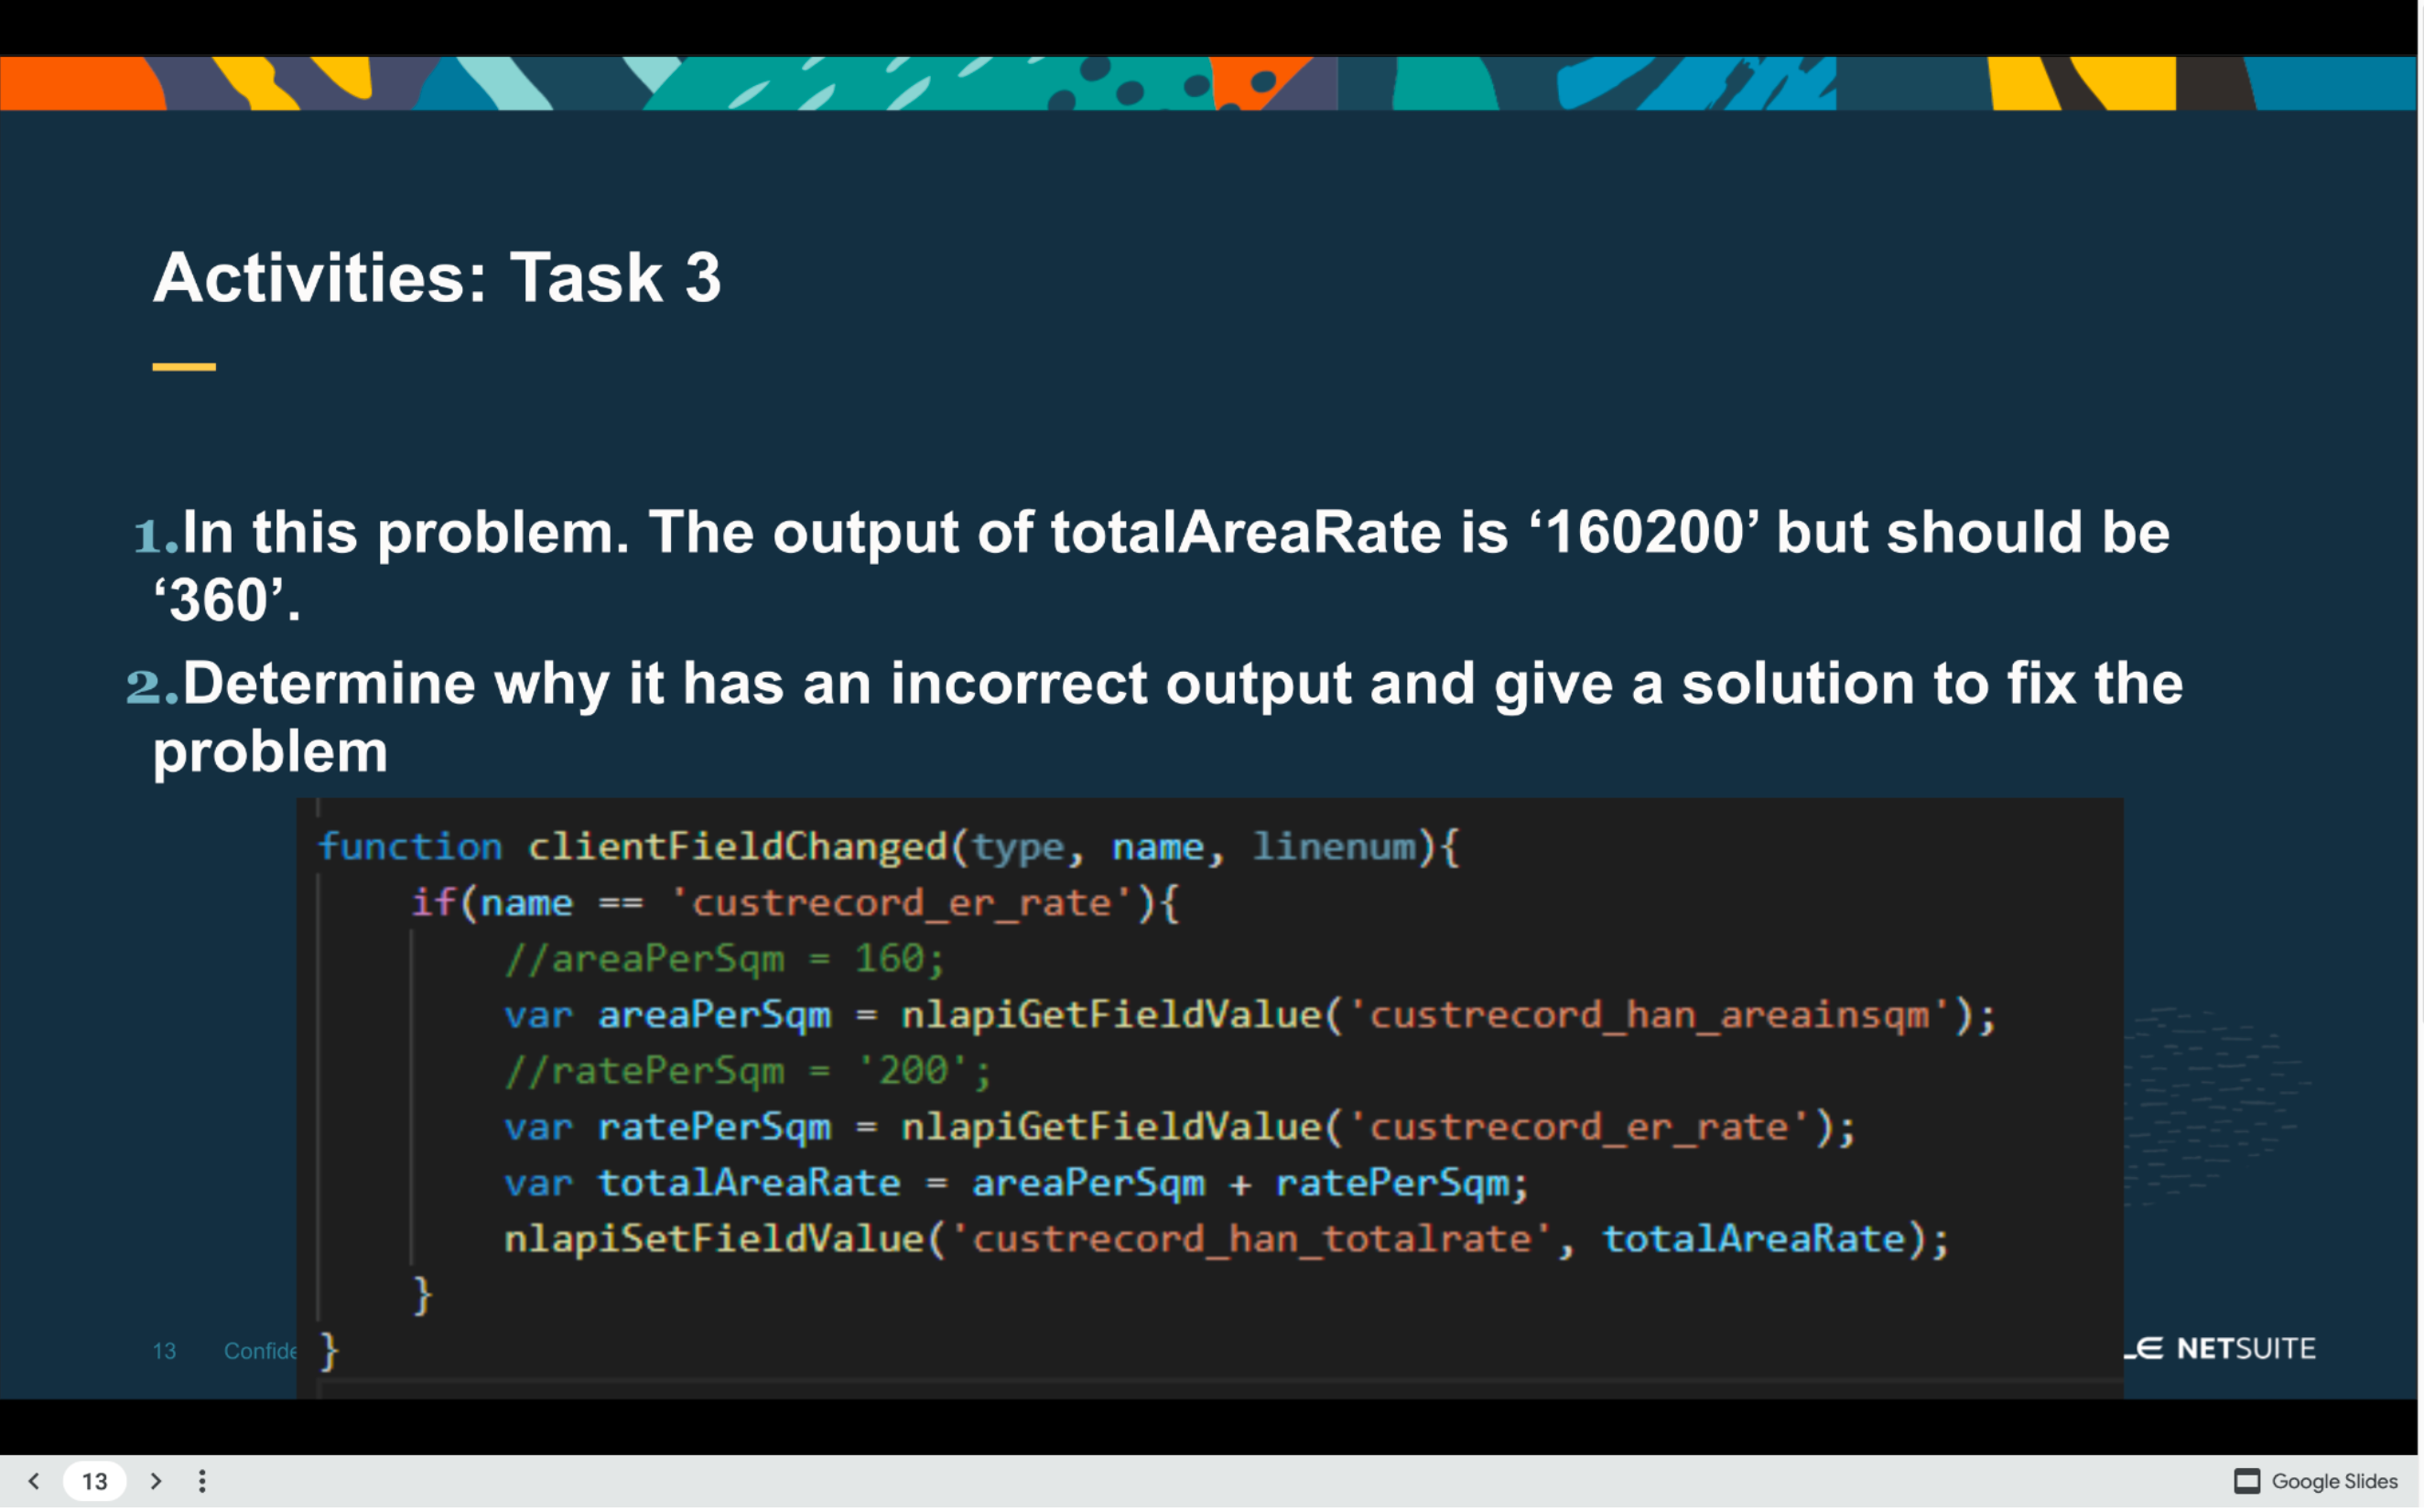 Activities: Task 3
1.In this problem. The output of totalAreaRate is ‘160200’ but should be
‘360’.
2.Determine why it has an incorrect output and give a solution to fix the
problem
function clientFieldChanged(type, name, linenum){
if(name == 'custrecord_er_rate'){
//areaPerSqm = 160;
var areaPerSqm = nlapiGetFieldValue('custrecord_han_areainsqm');
//ratePerSqm = '200';
var ratePerSqm = nlapiGetFieldValue('custrecord_er_rate');
var totalAreaRate = areaPerSqm + ratePerSqm;
nlapiSetFieldValue('custrecord_han_totalrate', totalAreaRate);
}
}
13 Confide
NETSUITE
13
Google Slides